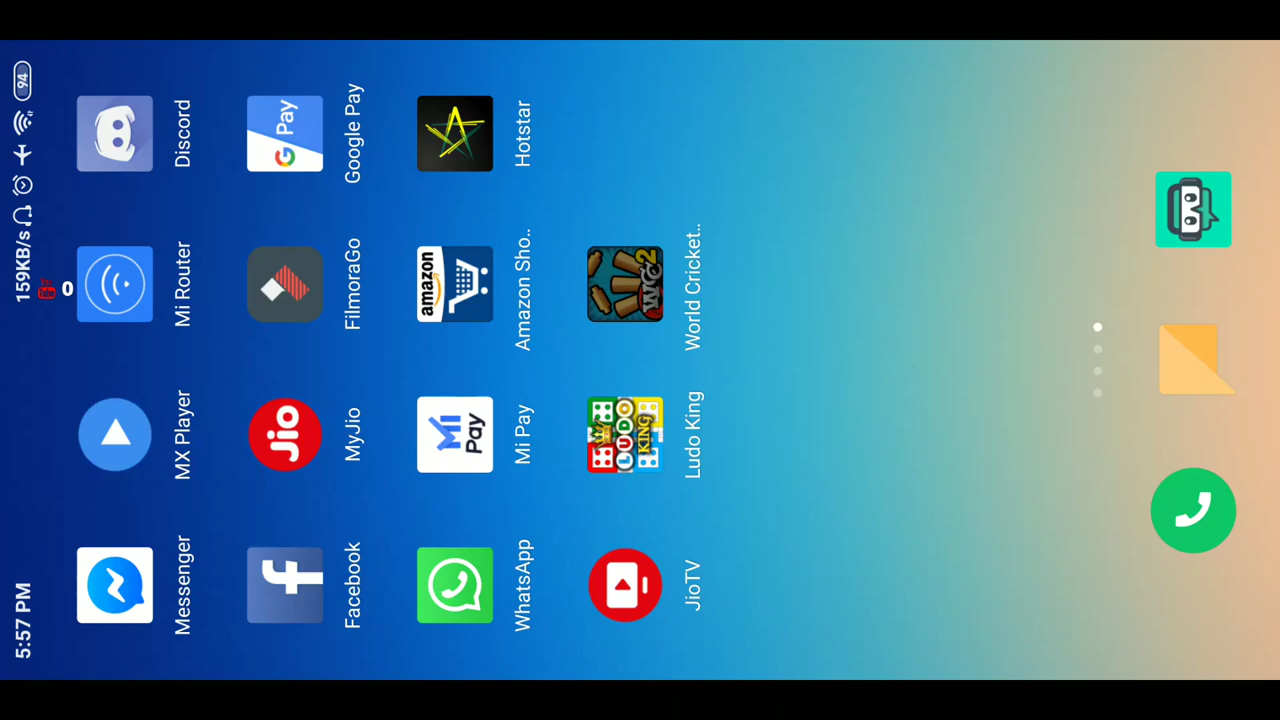 5:57 PM
159KB/s
94
0
Messenger
MX Player
Mi Router
Discord
Jio
G Pay
Facebook
MyJio
FilmoraGo
Google Pay
Mi Pay
amazon
WhatsApp
Mi Pay
Amazon Sho..
Hotstar
LUDO KING
WC2
JioTV
Ludo King
World Cricket..